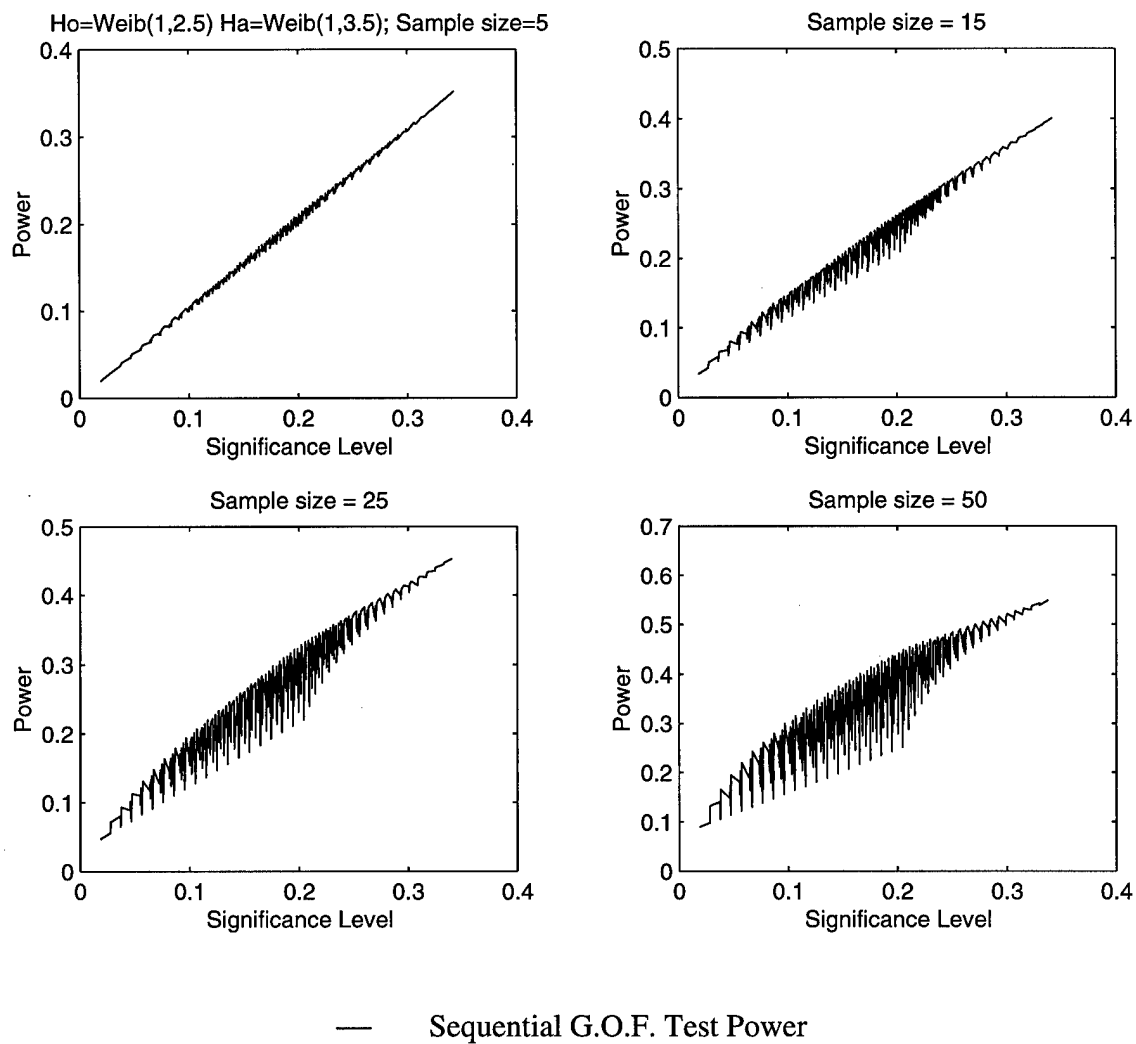 Ho=Weib(1,2.5) Ha=Weib(1,3.5); Sample size=5
0.4
0.3
0.2
0.1
0
Power
0 0.1 0.2 0.3 0.4
Significance Level
Sample size = 15
0.5
0.4
0.3
0.2
0.1
0
Power
0 0.1 0.2 0.3 0.4
Significance Level
Sample size = 25
0.5
0.4
0.3
0.2
0.1
0
Power
0 0.1 0.2 0.3 0.4
Significance Level
Sample size = 50
0.7
0.6
0.5
0.4
0.3
0.2
0.1
0
Power
0 0.1 0.2 0.3 0.4
Significance Level
Sequential G.O.F. Test Power